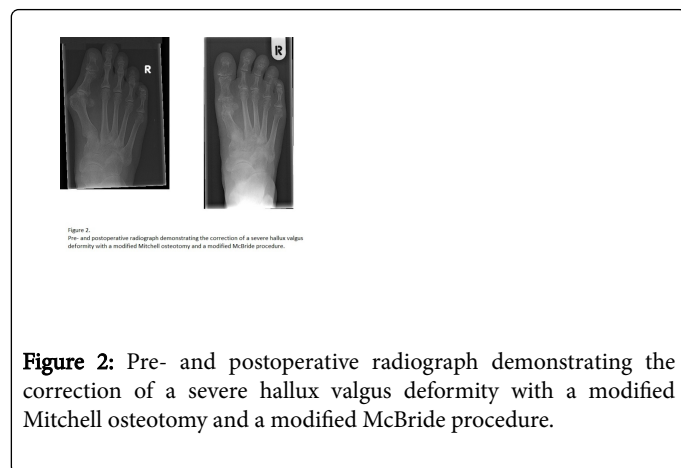 R
R
Figure 2.
Pre- and postoperative radiograph demonstrating the correction of a severe hallux valgus
deformity with a modified Mitchell osteotomy and a modified McBride procedure.
Figure 2: Pre- and postoperative radiograph demonstrating the
correction of a severe hallux valgus deformity with a modified
Mitchell osteotomy and a modified McBride procedure.